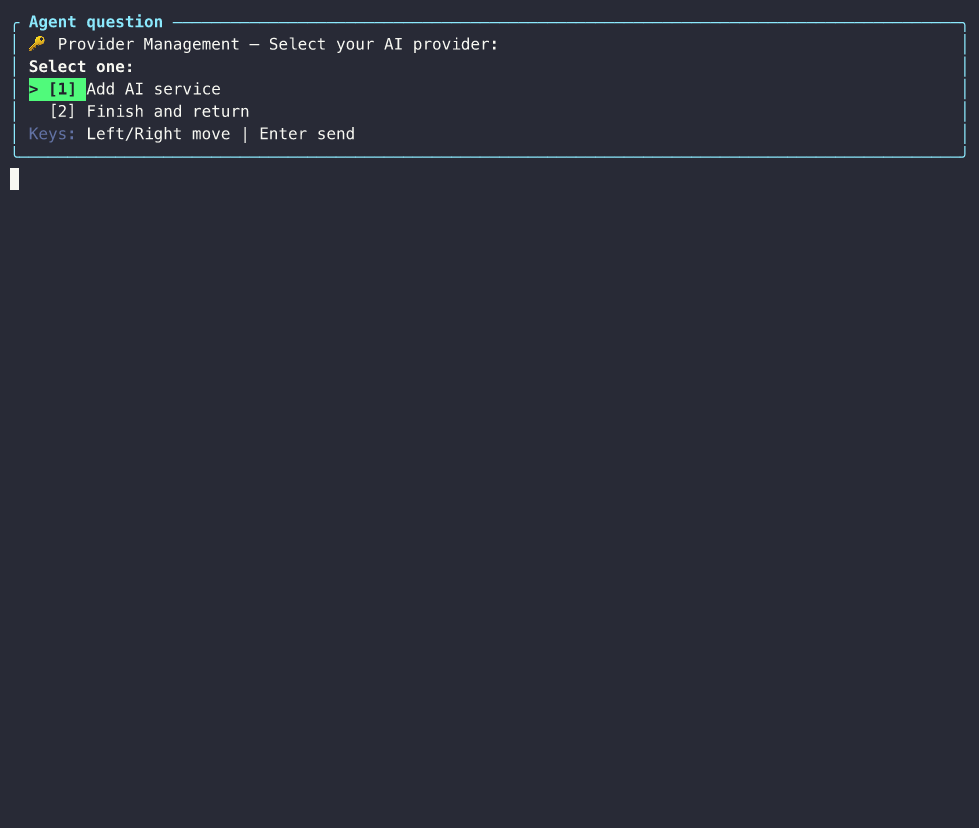 Agent question
🔑 Provider Management — Select your AI provider:
Select one:
> [1] Add AI service
[2] Finish and return
Keys: Left/Right move | Enter send